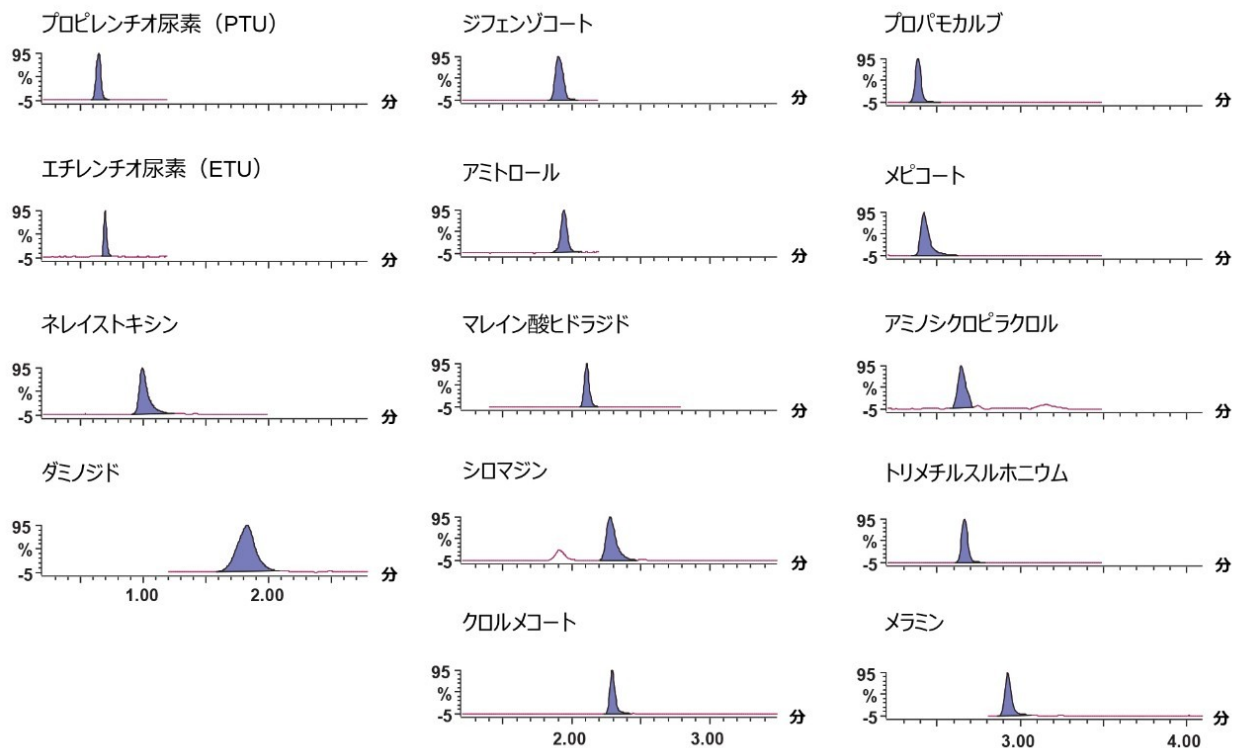 プロピレンチオ尿素（PTU）
95
%
-5
分
エチレンチオ尿素（ETU）
95
%
-5
分
ネレイストキシン
95
%
-5
分
ダミノジド
95
%
-5
分
1.00 2.00
ジフェンゾコート
95
%
-5
分
アミトロール
95
%
-5
分
マレイン酸ヒドラジド
95
%
-5
分
シロマジン
95
%
-5
分
クロルメコート
95
%
-5
分
2.00 3.00
プロパモカルブ
95
%
-5
分
メピコート
95
%
-5
分
アミノシクロピラクロル
95
%
-5
分
トリメチルスルホニウム
95
%
-5
分
メラミン
95
%
-5
分
3.00 4.00